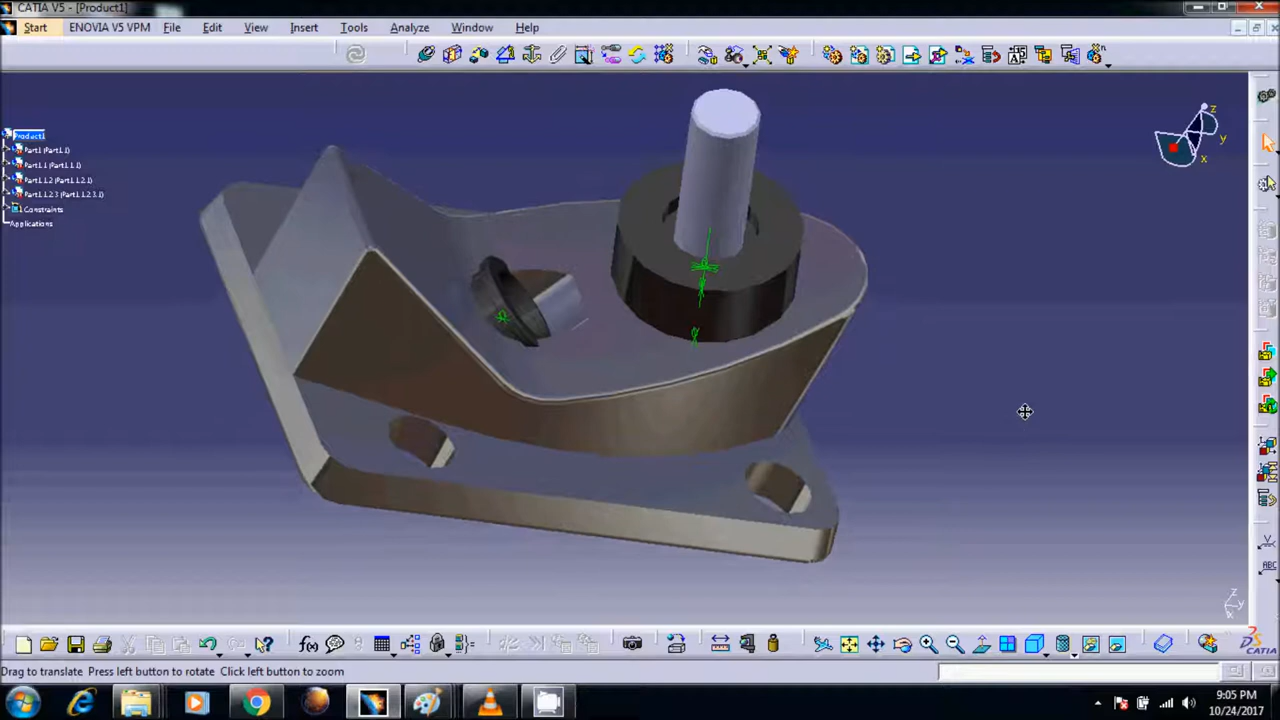 CATIA V5 - [Product1]
Start ENOVIA V5 VPM File Edit View Insert Tools Analyze Window Help
z
y
x
Product1
Part1 (Part1.1)
Part1.1 (Part1.1.1)
Part1.1.2 (Part1.1.2.1)
Part1.1.2.3 (Part1.1.2.3.1)
Constraints
Applications
ABC
z
y
x
f(x)
CATIA
Drag to translate Press left button to rotate Click left button to zoom
9:05 PM
10/24/2017